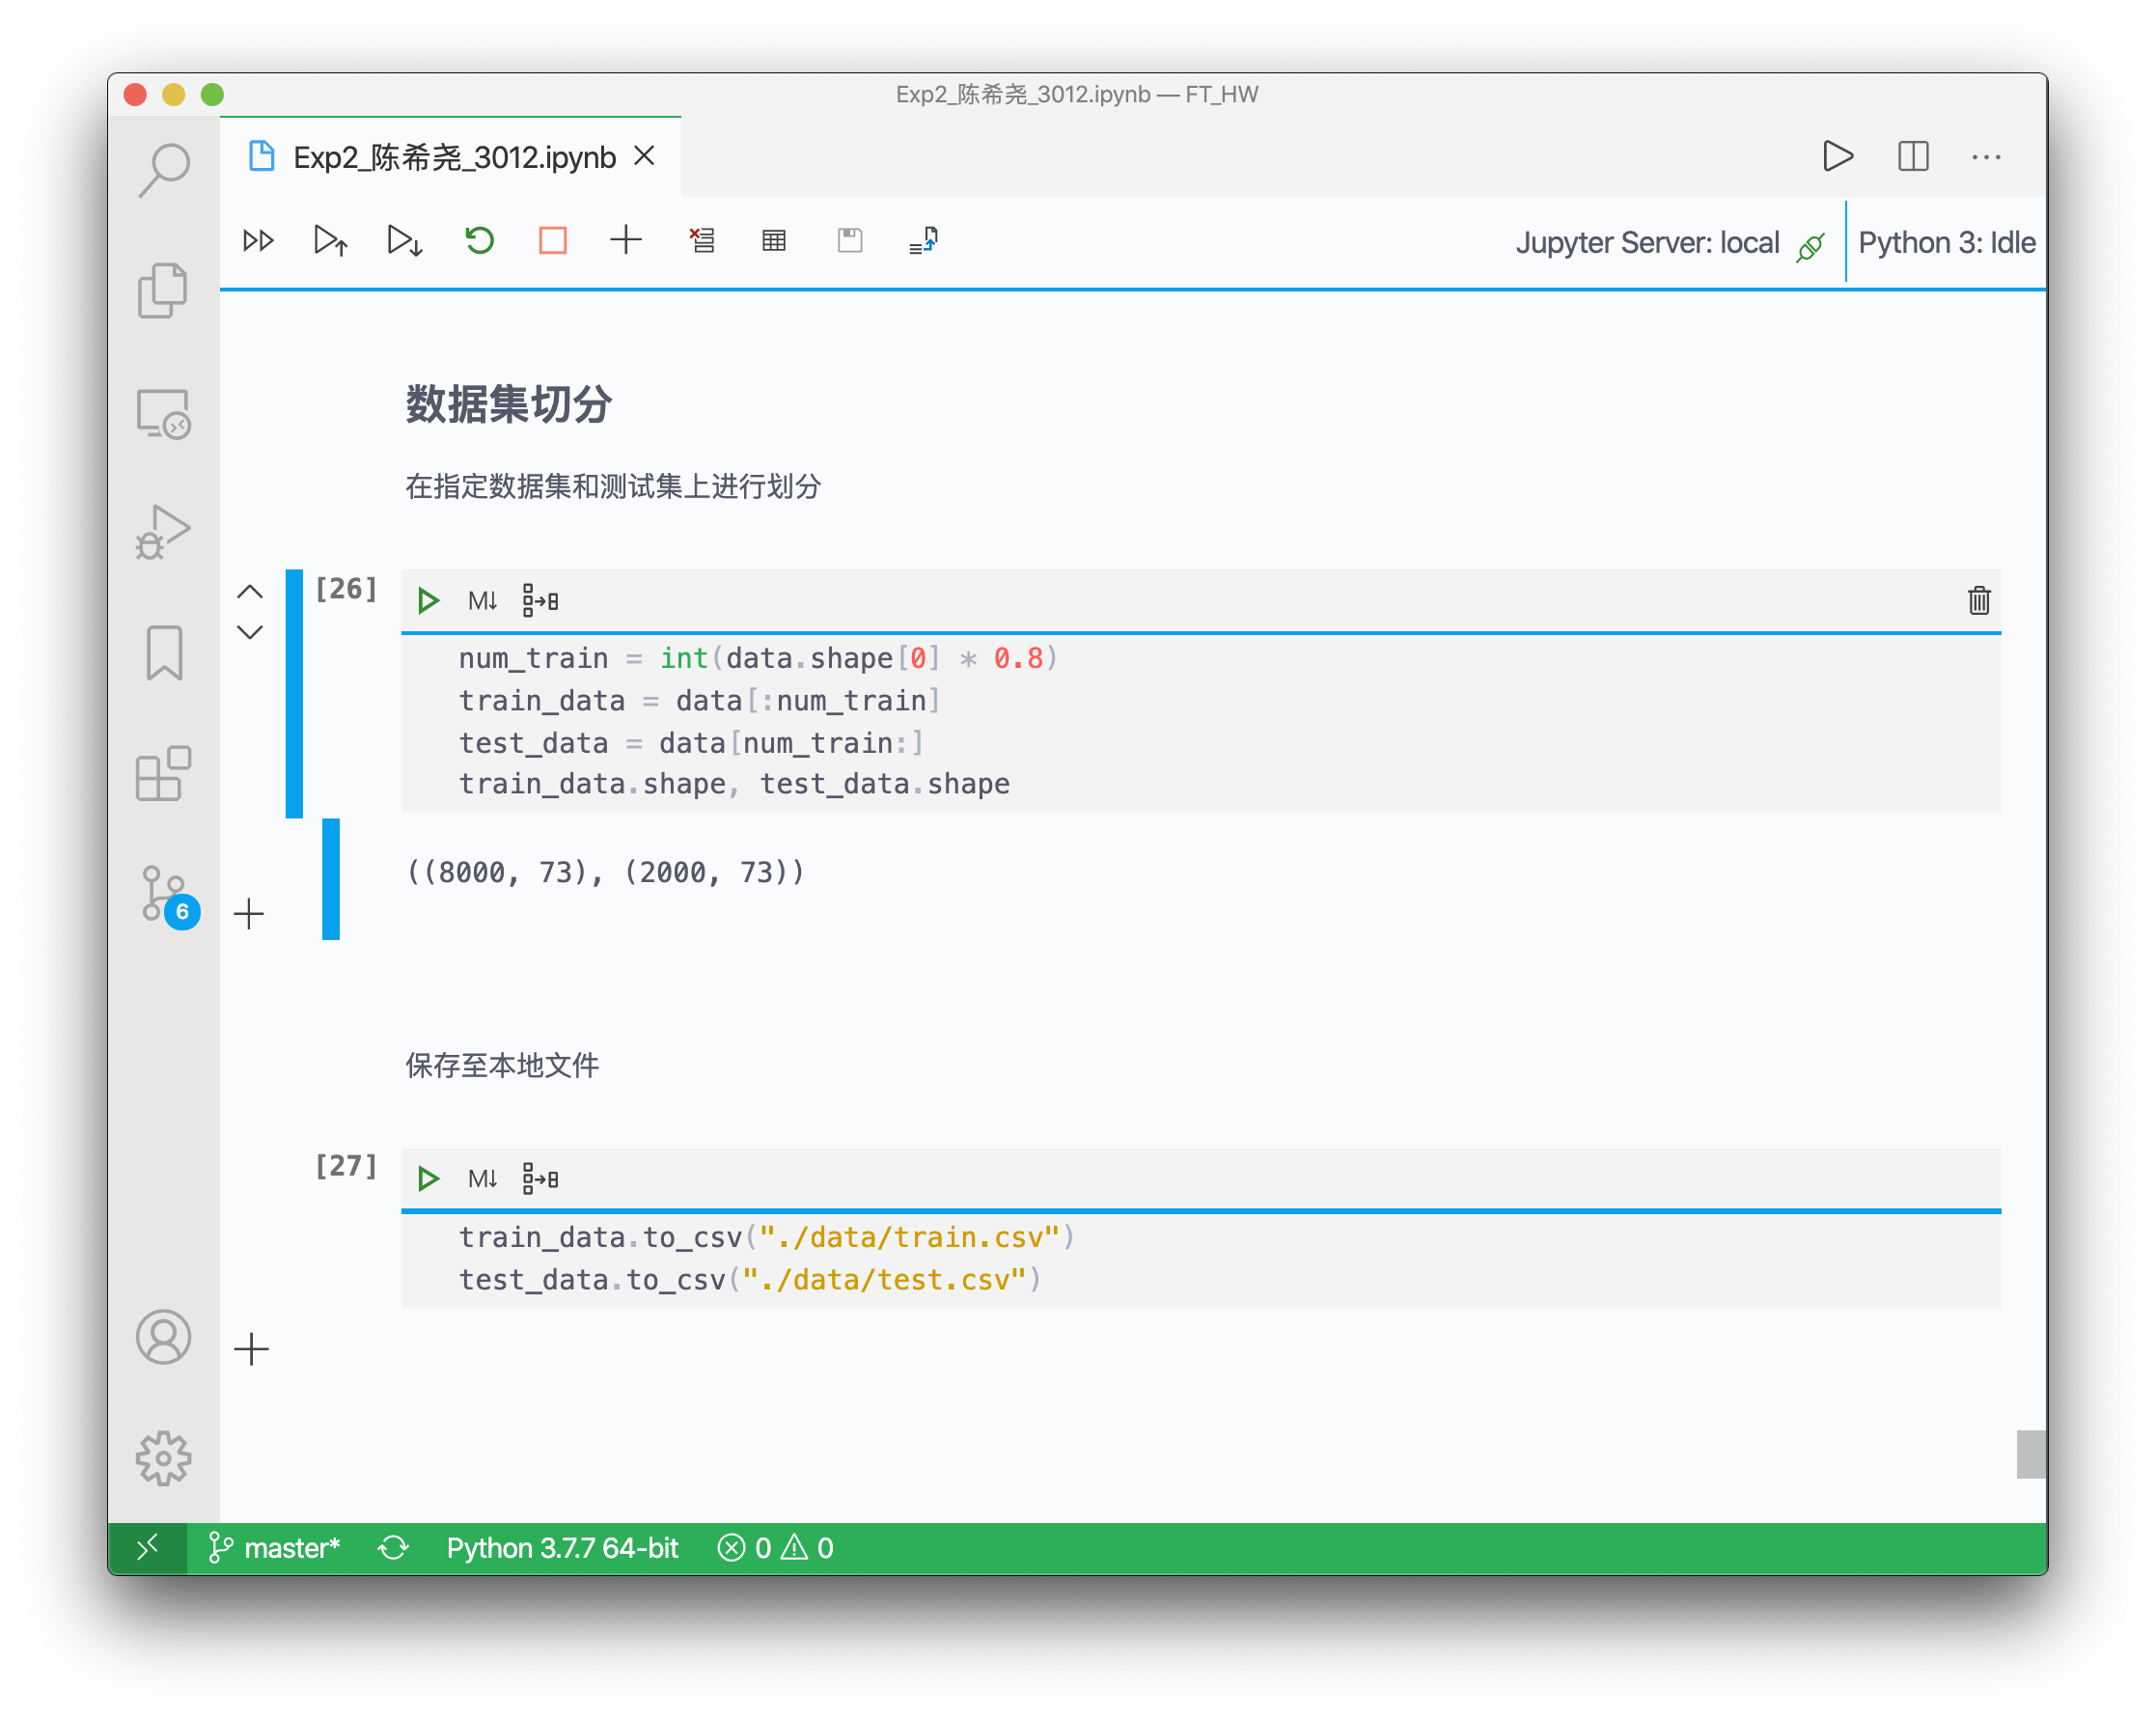 Exp2_陈希尧_3012.ipynb — FT_HW
Exp2_陈希尧_3012.ipynb
Jupyter Server: local
Python 3: Idle
数据集切分
在指定数据集和测试集上进行划分
[26]
M↓
num_train = int(data.shape[0] * 0.8)
train_data = data[:num_train]
test_data = data[num_train:]
train_data.shape, test_data.shape
((8000, 73), (2000, 73))
6
保存至本地文件
[27]
M↓
train_data.to_csv("./data/train.csv")
test_data.to_csv("./data/test.csv")
master* Python 3.7.7 64-bit 0 0